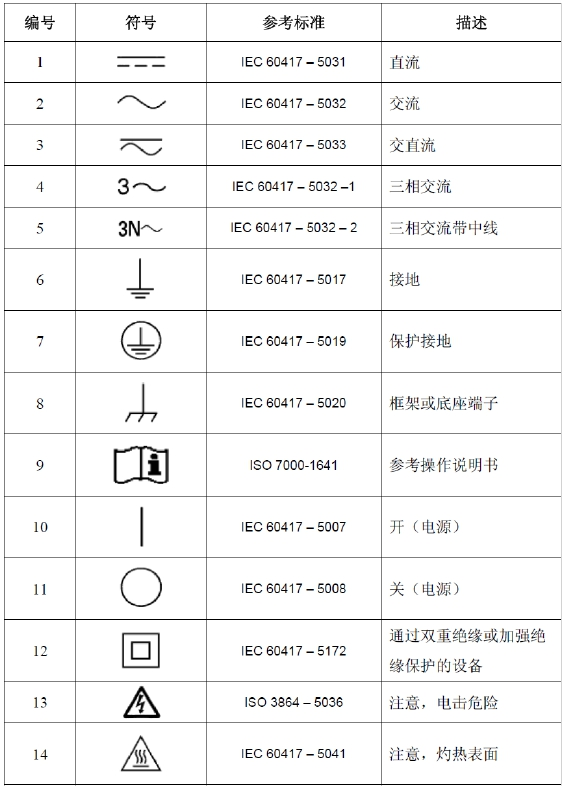 编号 符号 参考标准 描述
1 IEC 60417 – 5031 直流
2 IEC 60417 – 5032 交流
3 IEC 60417 – 5033 交直流
4 3 IEC 60417 – 5032 –1 三相交流
5 3N IEC 60417 – 5032 – 2 三相交流带中线
6 IEC 60417 – 5017 接地
7 IEC 60417 – 5019 保护接地
8 IEC 60417 – 5020 框架或底座端子
9 i ISO 7000-1641 参考操作说明书
10 IEC 60417 – 5007 开（电源）
11 IEC 60417 – 5008 关（电源）
12 IEC 60417 – 5172 通过双重绝缘或加强绝
缘保护的设备
13 ISO 3864 – 5036 注意，电击危险
14 IEC 60417 – 5041 注意，灼热表面